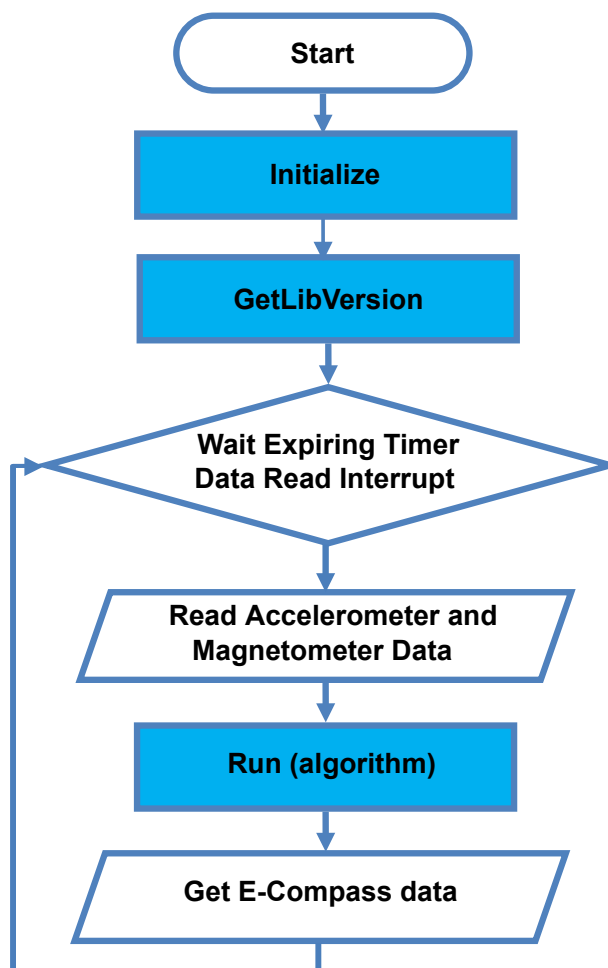 Start
Initialize
GetLibVersion
Wait Expiring Timer
Data Read Interrupt
Read Accelerometer and
Magnetometer Data
Run (algorithm)
Get E-Compass data